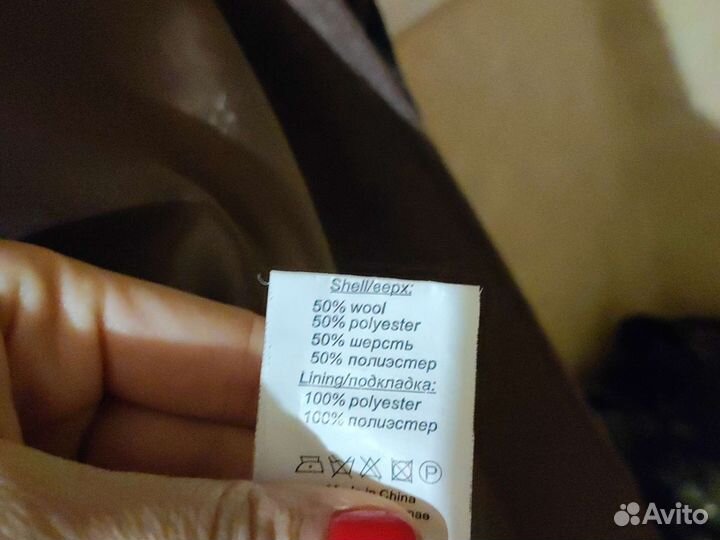 Shell/верх:
50% wool
50% polyester
50% шерсть
50% полиэстер
Lining/подкладка:
100% polyester
100% полиэстер
P
in China
Avito